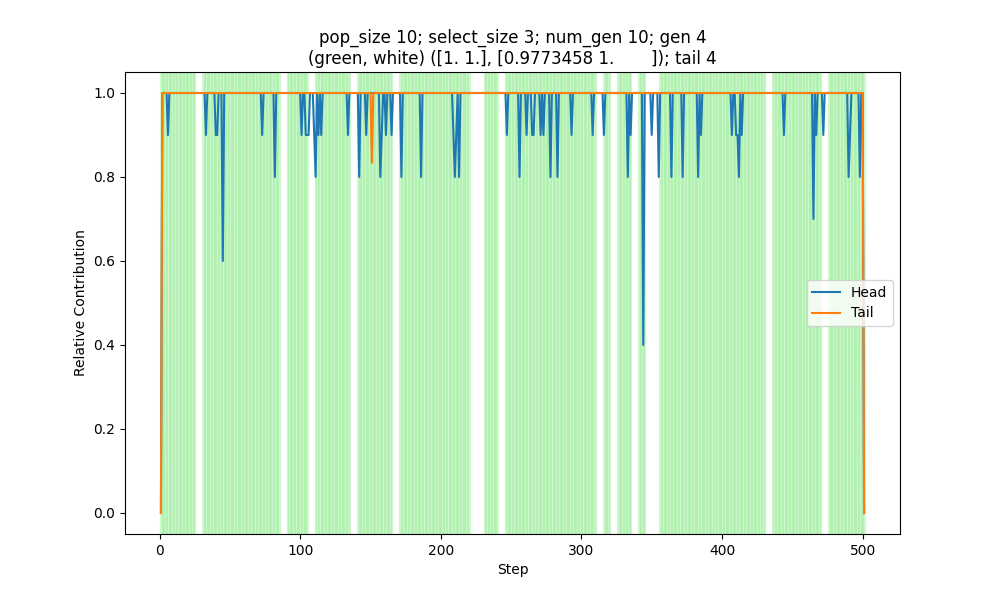 pop_size 10; select_size 3; num_gen 10; gen 4
(green, white) ([1. 1.], [0.9773458 1.        ]); tail 4
1.0
0.8
0.6
0.4
0.2
0.0
Relative Contribution
Head
Tail
0 100 200 300 400 500
Step